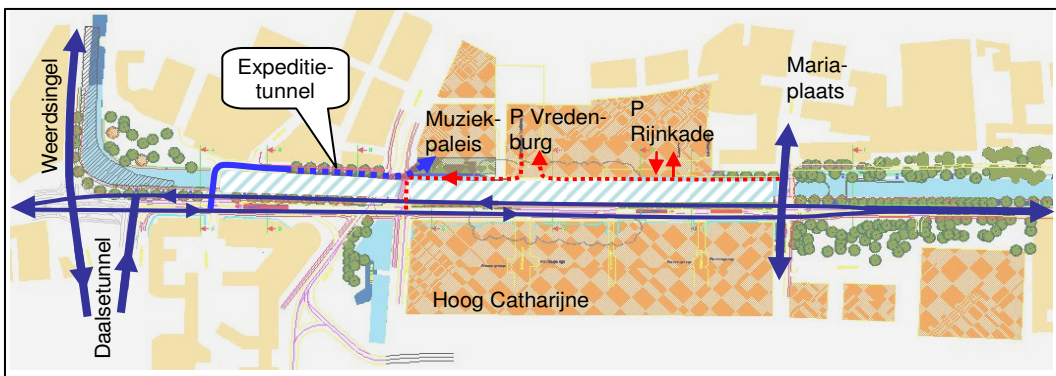 Weerdsingel
Daalsetunnel
Expeditie-
tunnel
Muziek-
paleis
P Vreden-
burg
P
Rijnkade
Maria-
plaats
Hoog Catharijne